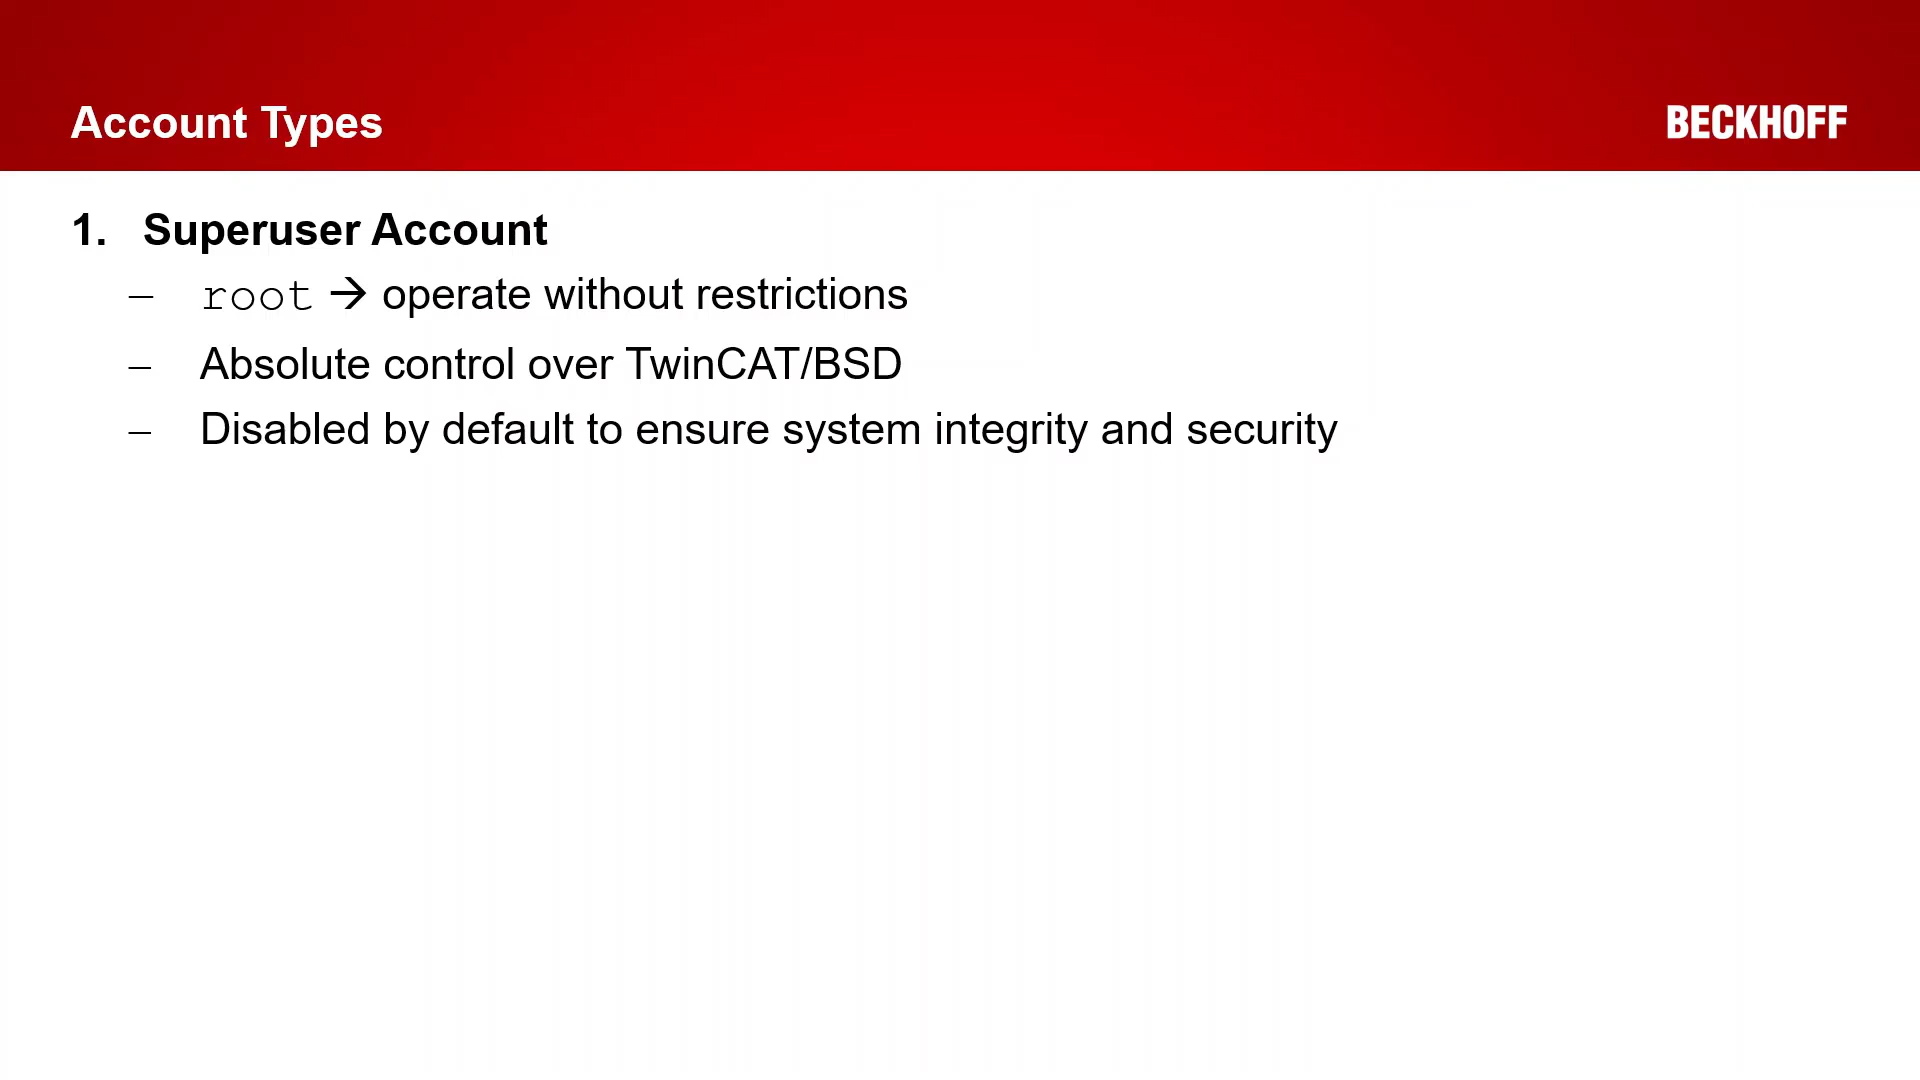 Account Types
BECKHOFF
1. Superuser Account
– root → operate without restrictions
– Absolute control over TwinCAT/BSD
– Disabled by default to ensure system integrity and security